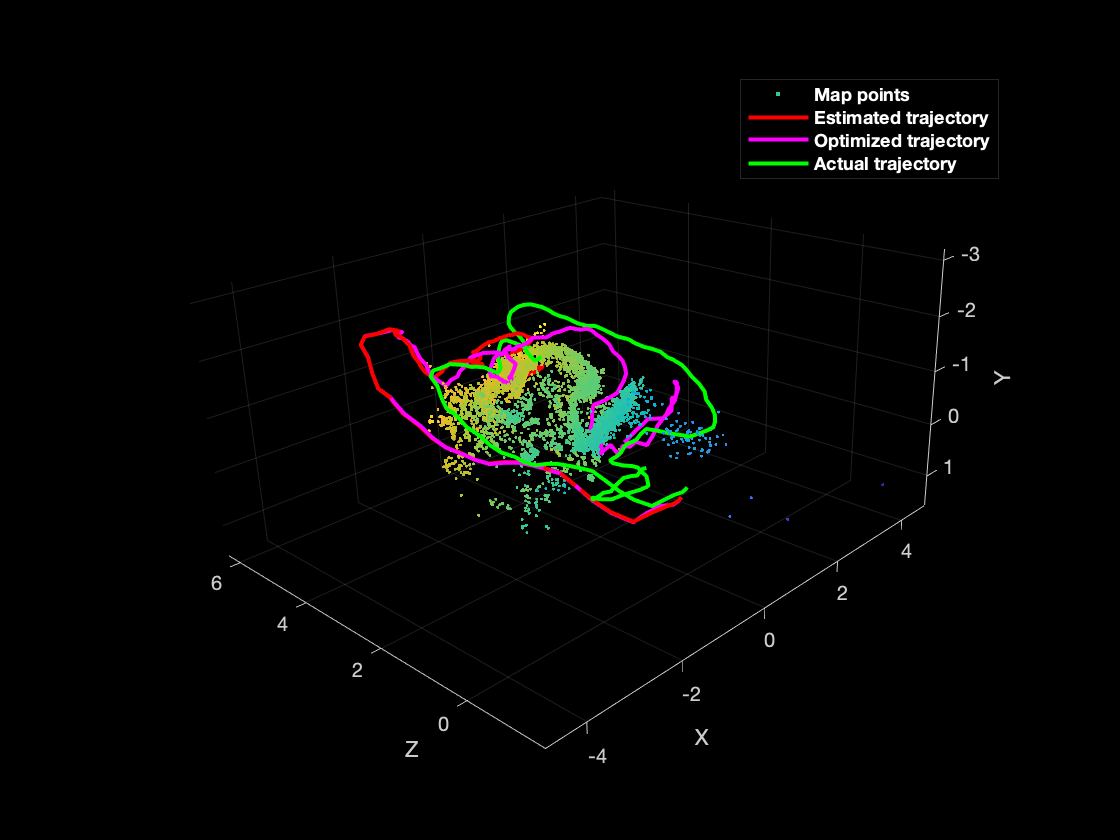 Map points
Estimated trajectory
Optimized trajectory
Actual trajectory
-3
-2
-1
0
1
Y
6
4
2
0
Z
4
2
0
-2
-4
X